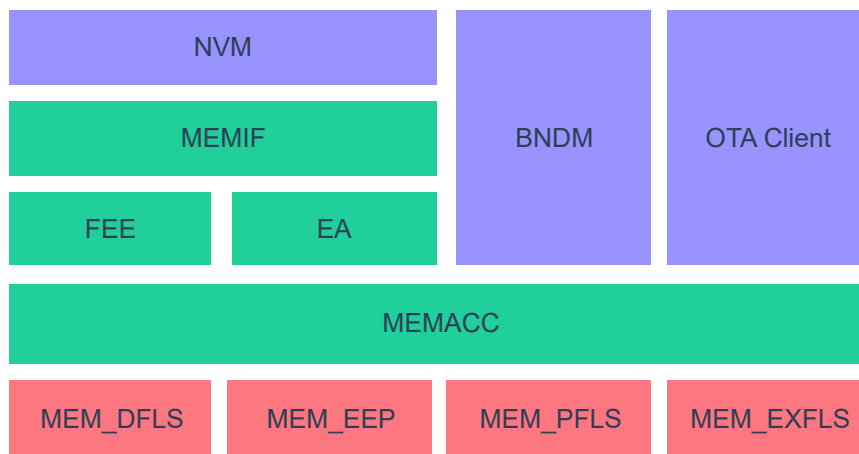 NVM
BNDM
OTA Client
MEMIF
FEE
EA
MEMACC
MEM_DFLS
MEM_EEP
MEM_PFLS
MEM_EXFLS